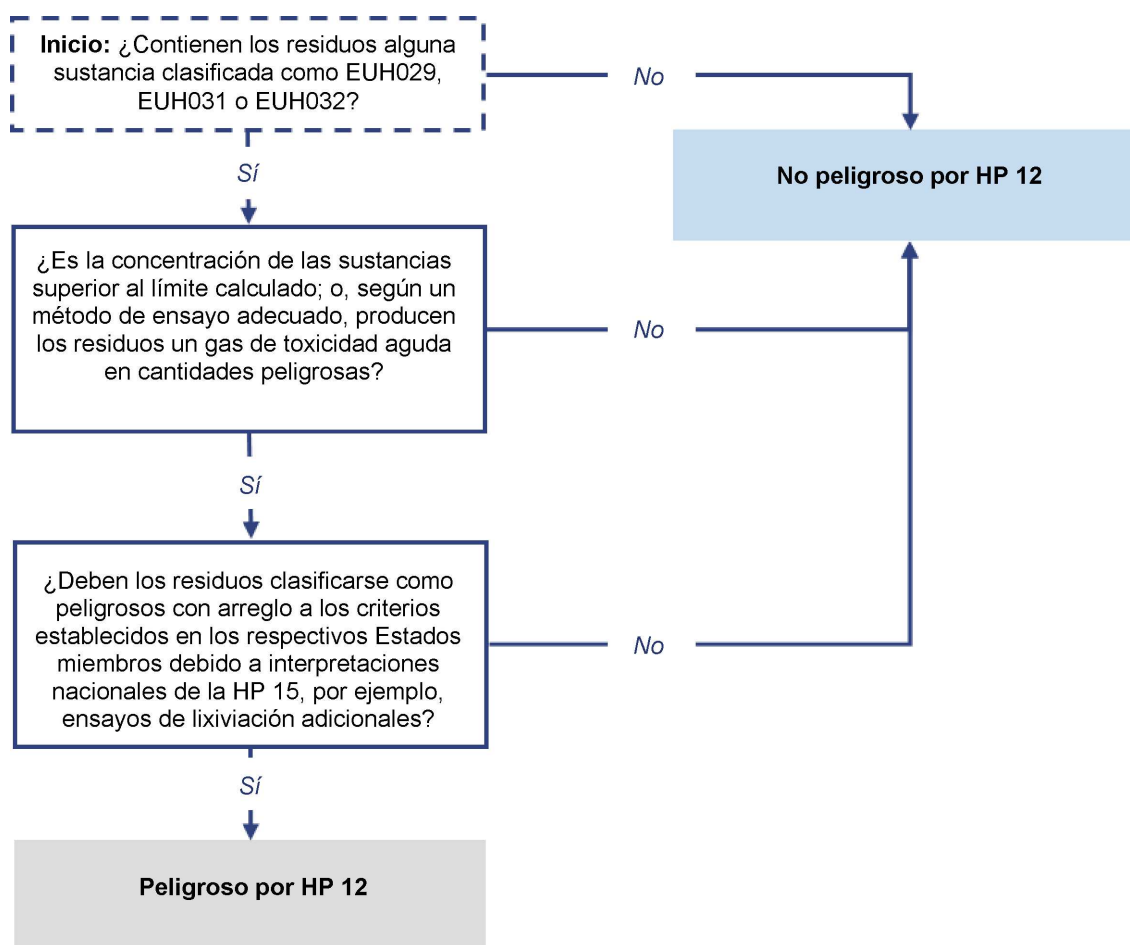 Inicio: ¿Contienen los residuos alguna
sustancia clasificada como EUH029,
EUH031 o EUH032?
No
Sí
No peligroso por HP 12
¿Es la concentración de las sustancias
superior al límite calculado; o, según un
método de ensayo adecuado, producen
los residuos un gas de toxicidad aguda
en cantidades peligrosas?
No
Sí
¿Deben los residuos clasificarse como
peligrosos con arreglo a los criterios
establecidos en los respectivos Estados
miembros debido a interpretaciones
nacionales de la HP 15, por ejemplo,
ensayos de lixiviación adicionales?
No
Sí
Peligroso por HP 12